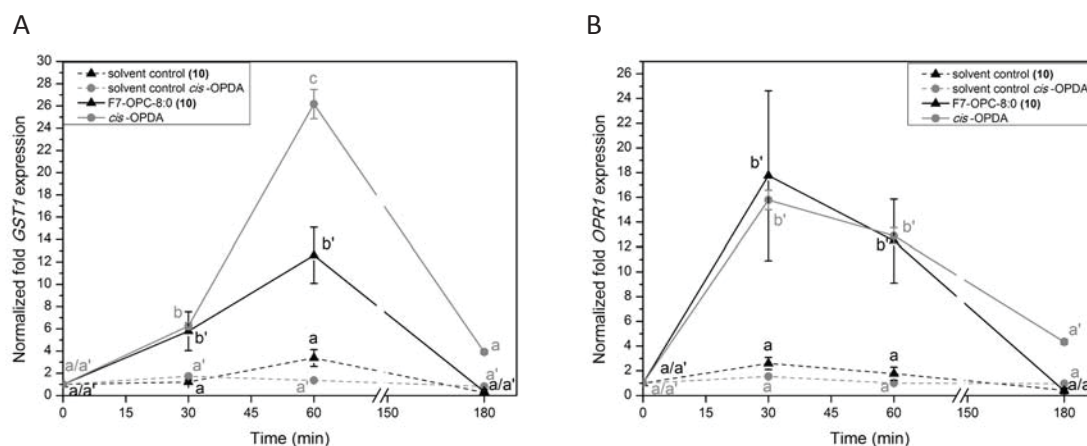 A
B
Normalized fold GST1 expression
30
28
26
24
22
20
18
16
14
12
10
8
6
4
2
0
solvent control (10)
solvent control cis-OPDA
F7-OPC-8:0 (10)
cis-OPDA
c
b'
b
b'
a
a/a'
a'
a
a/a'
a
a'
a'
a/a'
0
15
30
45
60
150
180
Time (min)
Normalized fold OPR1 expression
26
24
22
20
18
16
14
12
10
8
6
4
2
0
solvent control (10)
solvent control cis-OPDA
F7-OPC-8:0 (10)
cis-OPDA
b'
b'
b'
b'
a'
a/a'
a
a
a/a'
a
a'
a'
a/a'
0
15
30
45
60
150
180
Time (min)